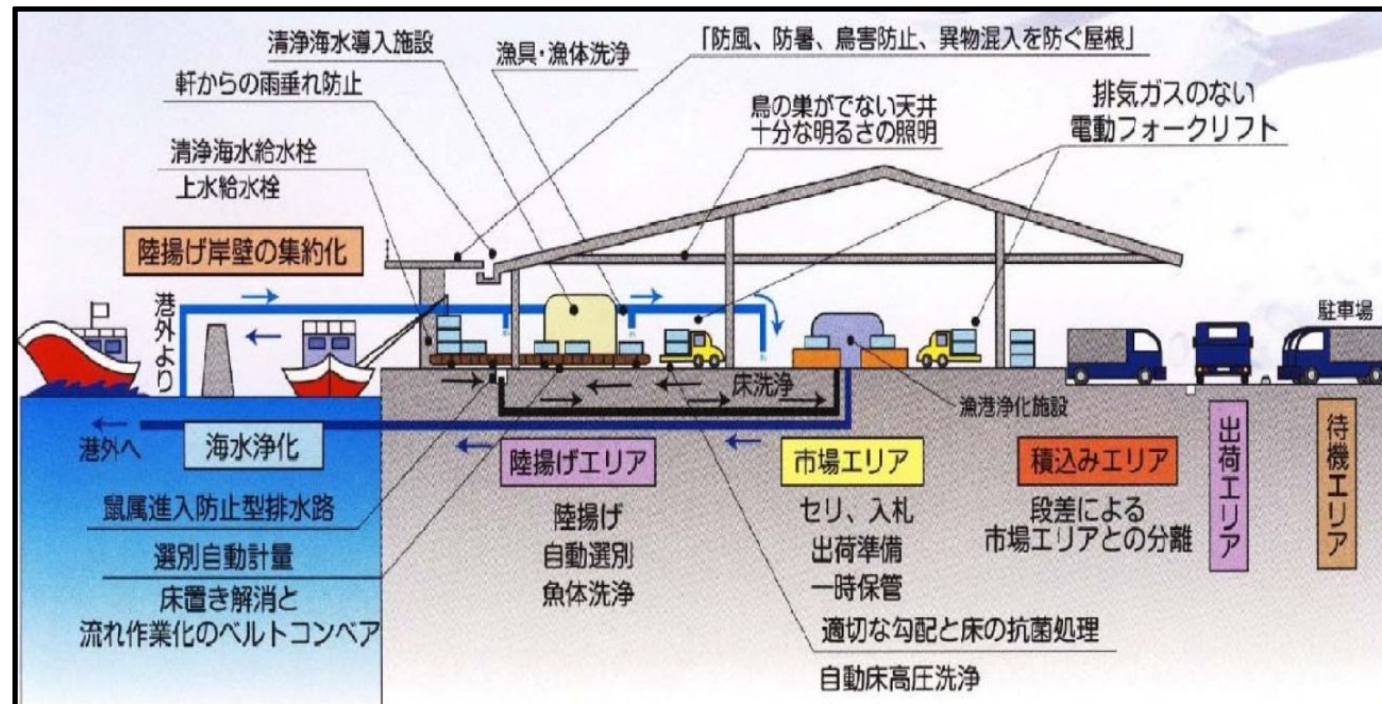 清浄海水導入施設
漁具・漁体洗浄
「防風、防暑、鳥害防止、異物混入を防ぐ屋根」
軒からの雨垂れ防止
鳥の巣がでない天井
十分な明るさの照明
排気ガスのない
電動フォークリフト
清浄海水給水栓
上水給水栓
陸揚げ岸壁の集約化
港外より
駐車場
床洗浄
漁港浄化施設
港外へ
海水浄化
陸揚げエリア
市場エリア
積込みエリア
出荷エリア
待機エリア
鼠属進入防止型排水路
選別自動計量
床置き解消と
流れ作業化のベルトコンベア
陸揚げ
自動選別
魚体洗浄
セリ、入札
出荷準備
一時保管
段差による
市場エリアとの分離
適切な勾配と床の抗菌処理
自動床高圧洗浄